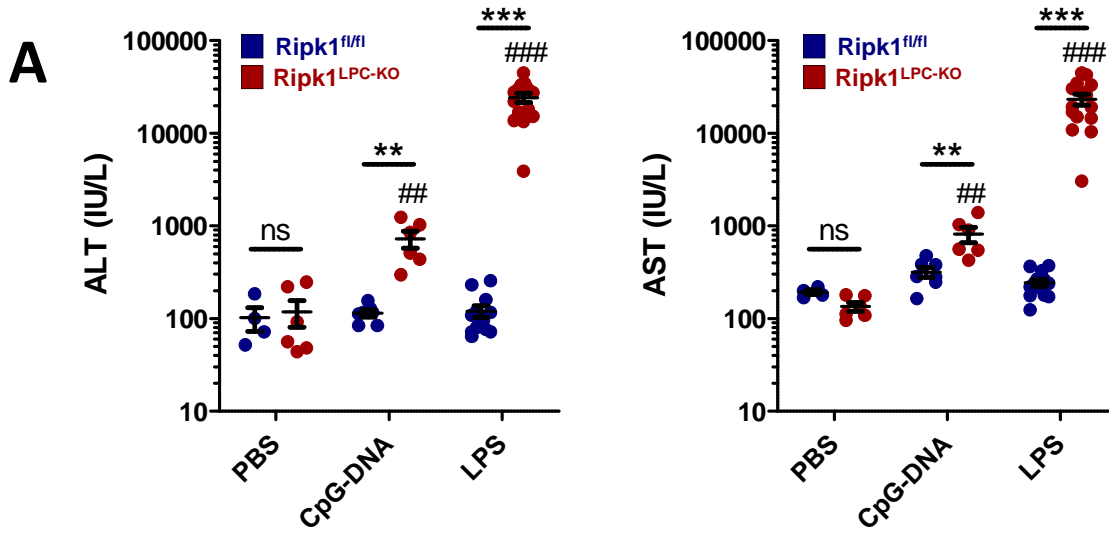 A
ALT (IU/L)
100000
10000
1000
100
10
Ripk1fl/fl
Ripk1LPC-KO
ns
**
##
***
###
PBS
CpG-DNA
LPS
AST (IU/L)
100000
10000
1000
100
10
Ripk1fl/fl
Ripk1LPC-KO
ns
**
##
***
###
PBS
CpG-DNA
LPS